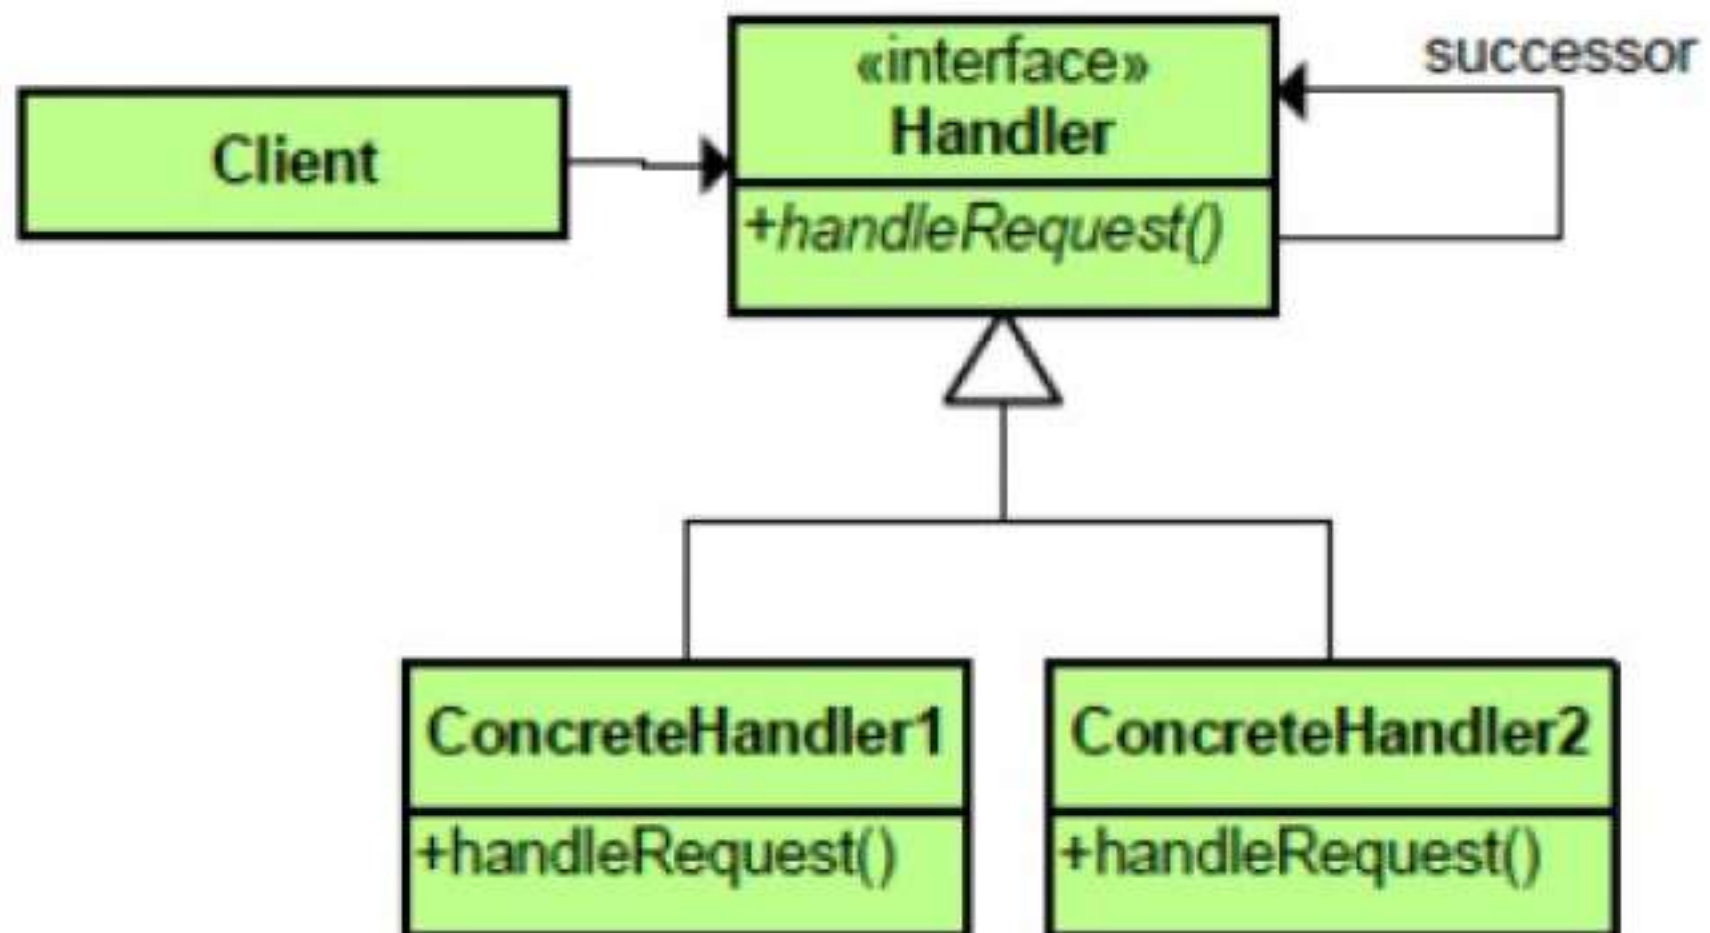 «interface»
Handler
successor
Client
+handleRequest()
ConcreteHandler1
ConcreteHandler2
+handleRequest()
+handleRequest()